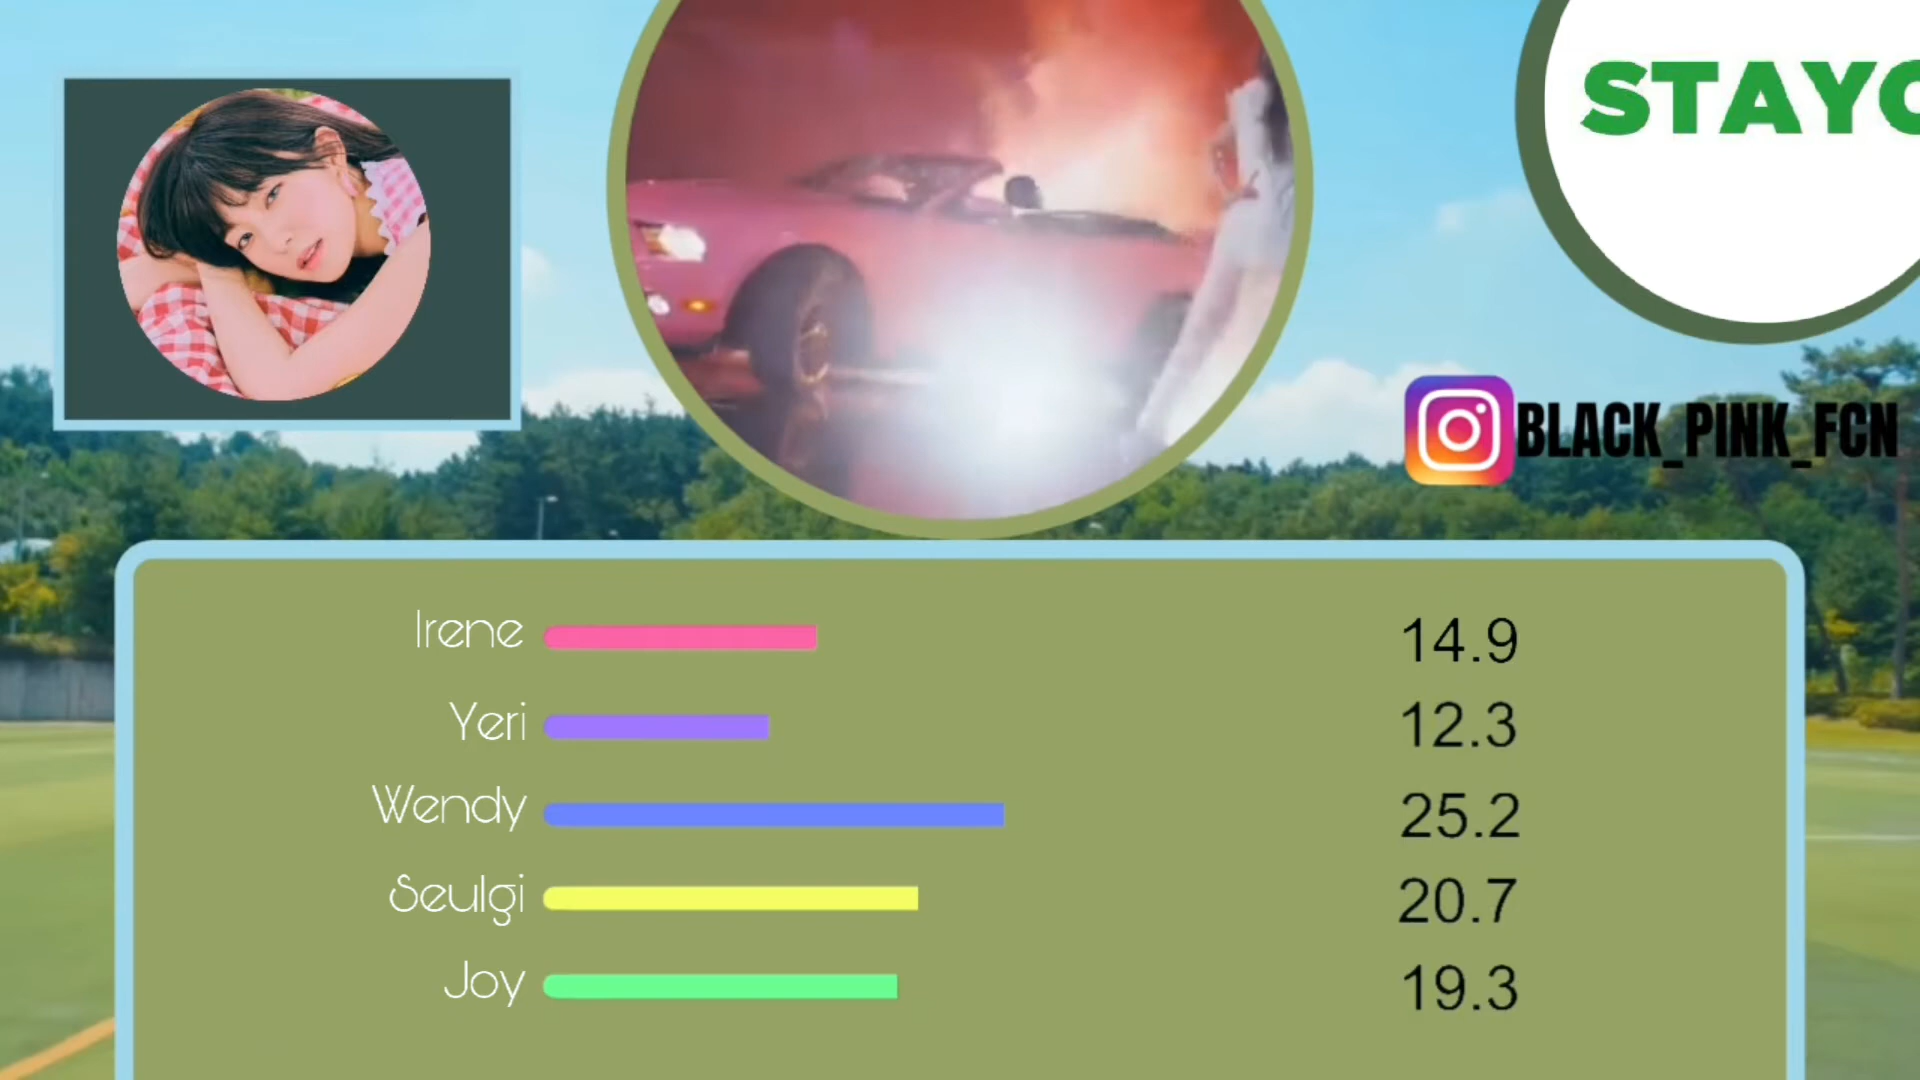 STAYC
BLACK_PINK_FCN
Irene 14.9
Yeri 12.3
Wendy 25.2
Seulgi 20.7
Joy 19.3